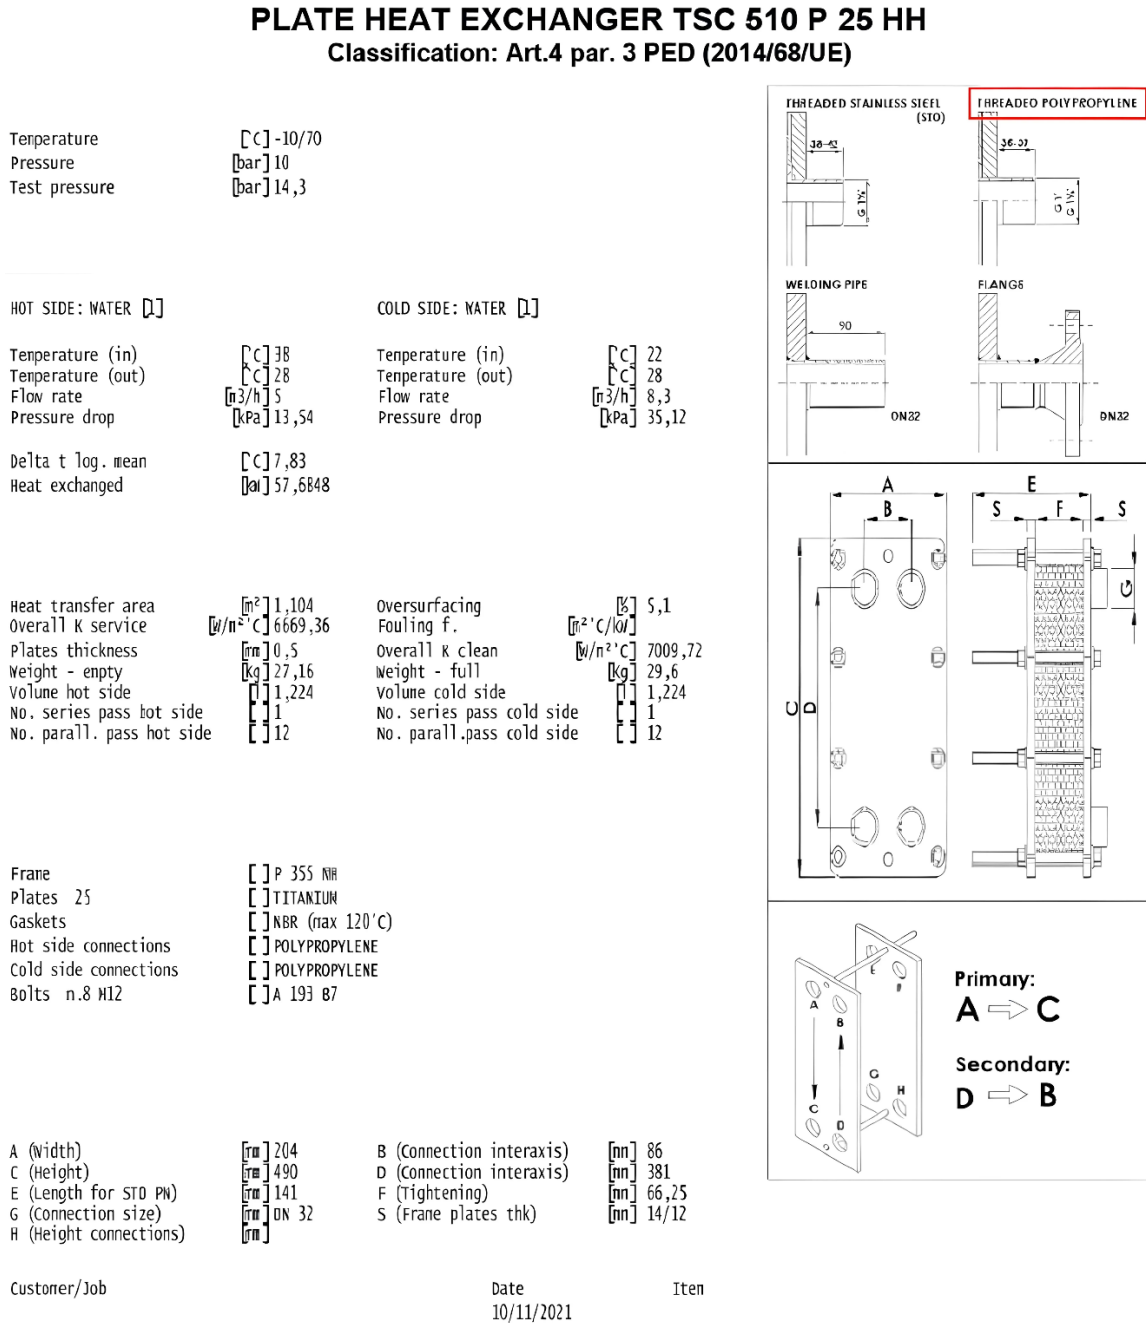 PLATE HEAT EXCHANGER TSC 510 P 25 HH
Classification: Art.4 par. 3 PED (2014/68/UE)
Temperature [°C] -10/70
Pressure [bar] 10
Test pressure [bar] 14,3
HOT SIDE: WATER [1] COLD SIDE: WATER [1]
Temperature (in) [°C] 38 Temperature (in) [°C] 22
Temperature (out) [°C] 28 Temperature (out) [°C] 28
Flow rate [m3/h] 5 Flow rate [m3/h] 8,3
Pressure drop [kPa] 13,54 Pressure drop [kPa] 35,12
Delta t log. mean [°C] 7,83
Heat exchanged [kW] 57,6848
Heat transfer area [m²] 1,104 Oversurfacing [%] 5,1
Overall K service [W/m²°C] 6669,36 Fouling f. [m²°C/kW]
Plates thickness [mm] 0,5 Overall K clean [W/m²°C] 7009,72
Weight - empty [kg] 27,16 Weight - full [kg] 29,6
Volume hot side [l] 1,224 Volume cold side [l] 1,224
No. series pass hot side [ ] 1 No. series pass cold side [ ] 1
No. parall. pass hot side [ ] 12 No. parall.pass cold side [ ] 12
Frame [ ] P 355 NH
Plates 25 [ ] TITANIUM
Gaskets [ ] NBR (max 120°C)
Hot side connections [ ] POLYPROPYLENE
Cold side connections [ ] POLYPROPYLENE
Bolts n.8 M12 [ ] A 193 B7
A (Width) [mm] 204 B (Connection interaxis) [mm] 86
C (Height) [mm] 490 D (Connection interaxis) [mm] 381
E (Length for STD PN) [mm] 141 F (Tightening) [mm] 66,25
G (Connection size) [mm] DN 32 S (Frame plates thk) [mm] 14/12
H (Height connections) [mm]
Customer/Job Date Item
10/11/2021
THREADED STAINLESS STEEL
(STO)
THREADED POLYPROPYLENE
G 1¼"
G 1"
G 1¼"
WELDING PIPE
FLANGE
90
DN32
DN32
A
B
C
D
E
S F S
G
A
B
C
D
E
F
G
H
Primary:
A ⇨ C
Secondary:
D ⇨ B